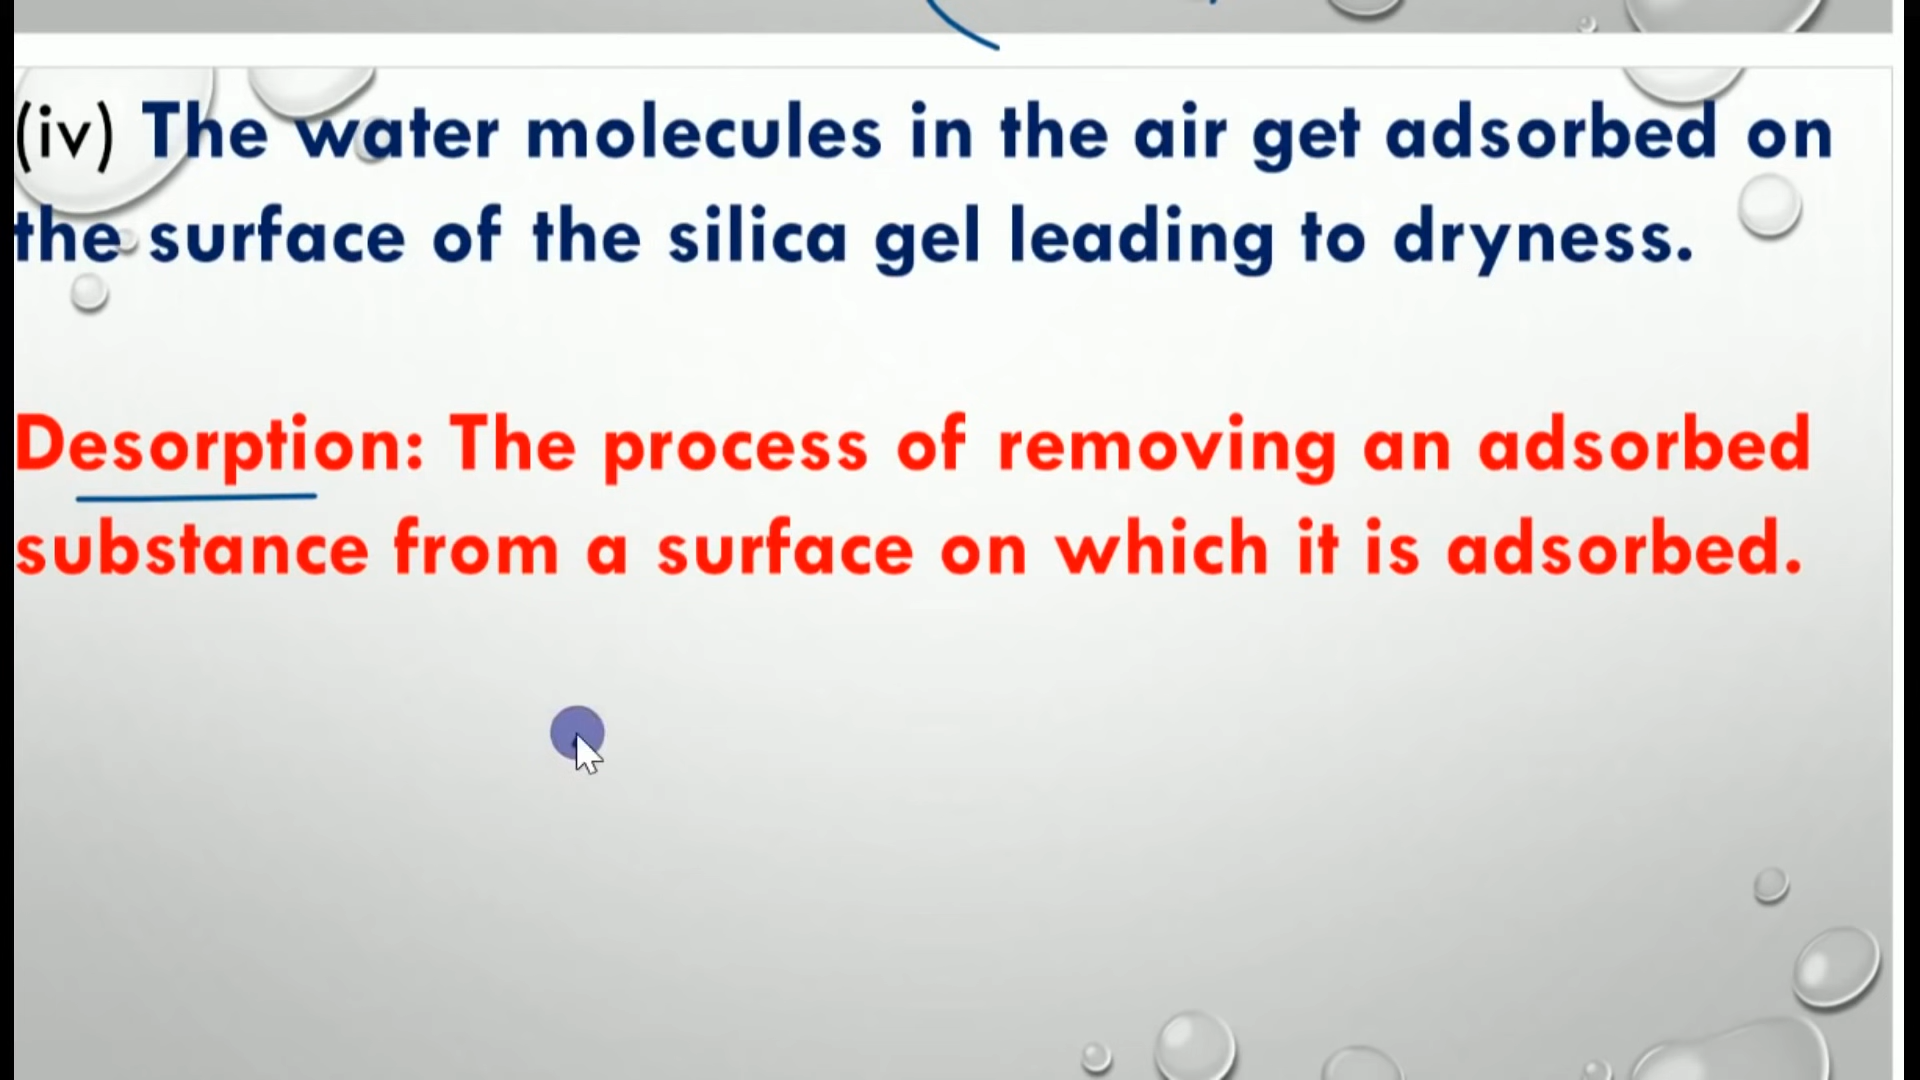 (iv) The water molecules in the air get adsorbed on
the surface of the silica gel leading to dryness.
Desorption: The process of removing an adsorbed
substance from a surface on which it is adsorbed.